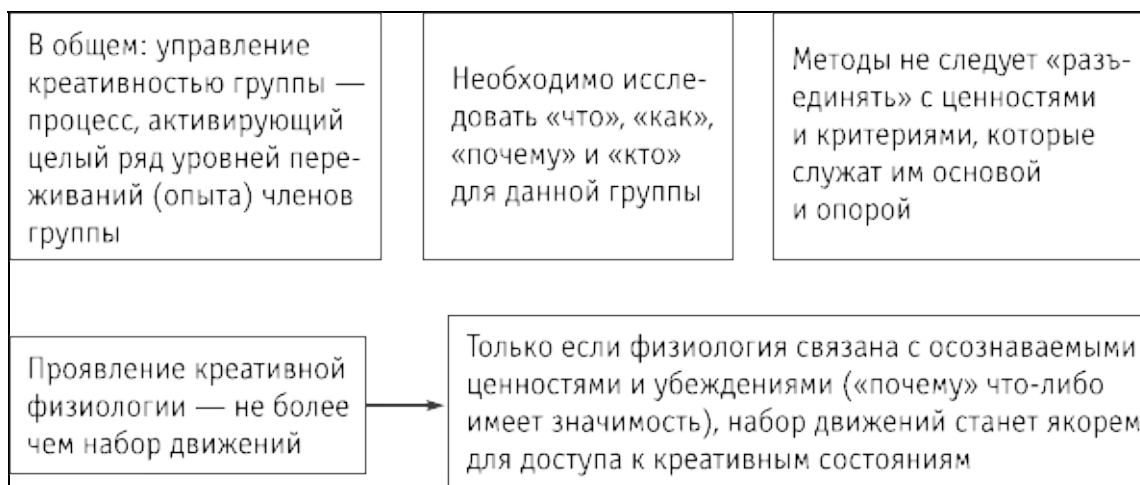 В общем: управление
креативностью группы —
процесс, активирующий
целый ряд уровней пере-
живаний (опыта) членов
группы
Необходимо иссле-
довать «что», «как»,
«почему» и «кто»
для данной группы
Методы не следует «разъ-
единять» с ценностями
и критериями, которые
служат им основой
и опорой
Проявление креативной
физиологии — не более
чем набор движений
Только если физиология связана с осознаваемыми
ценностями и убеждениями («почему» что-либо
имеет значимость), набор движений станет якорем
для доступа к креативным состояниям